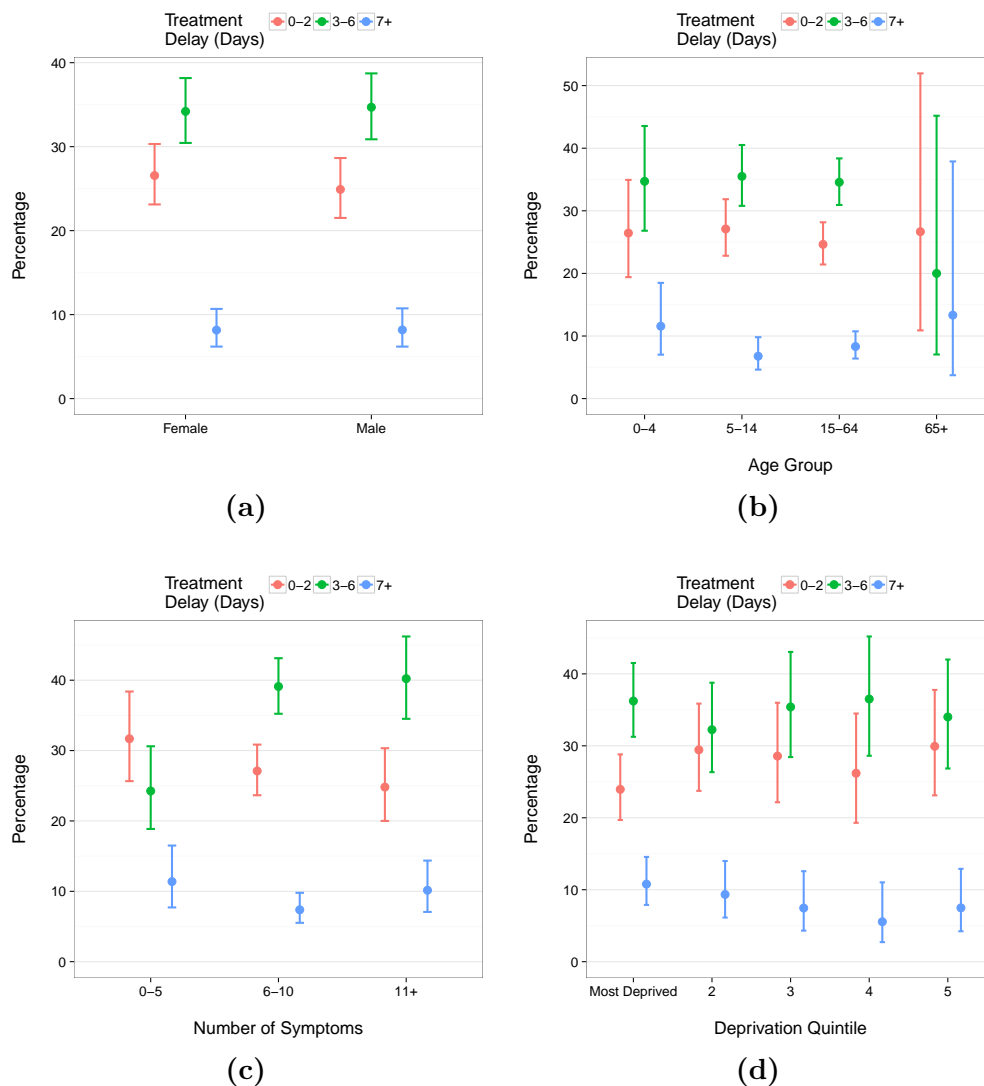 Treatment
Delay (Days) 0−2 3−6 7+
Percentage
40
30
20
10
0
Female Male
(a)
Treatment
Delay (Days) 0−2 3−6 7+
Percentage
50
40
30
20
10
0
0−4 5−14 15−64 65+
Age Group
(b)
Treatment
Delay (Days) 0−2 3−6 7+
Percentage
40
30
20
10
0
0−5 6−10 11+
Number of Symptoms
(c)
Treatment
Delay (Days) 0−2 3−6 7+
Percentage
40
30
20
10
0
Most Deprived 2 3 4 5
Deprivation Quintile
(d)